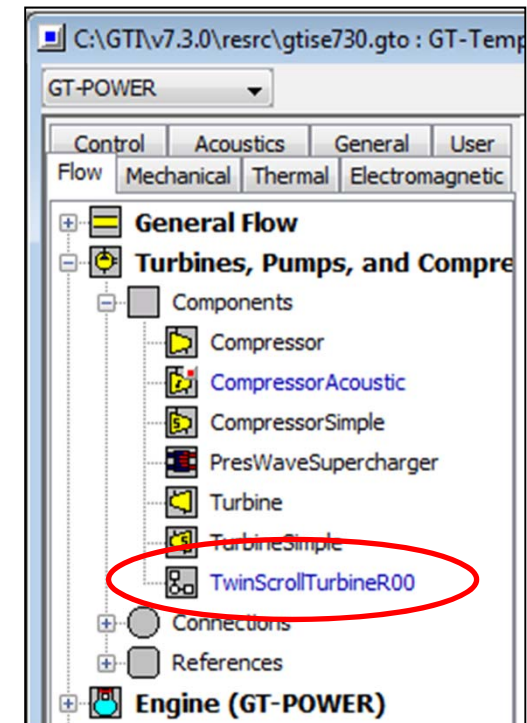 C:\GTI\v7.3.0\resrc\gtise730.gto : GT-Temp
GT-POWER
Control Acoustics General User
Flow Mechanical Thermal Electromagnetic
General Flow
Turbines, Pumps, and Compre
Components
Compressor
CompressorAcoustic
CompressorSimple
PresWaveSupercharger
Turbine
TurbineSimple
TwinScrollTurbineR00
Connections
References
Engine (GT-POWER)